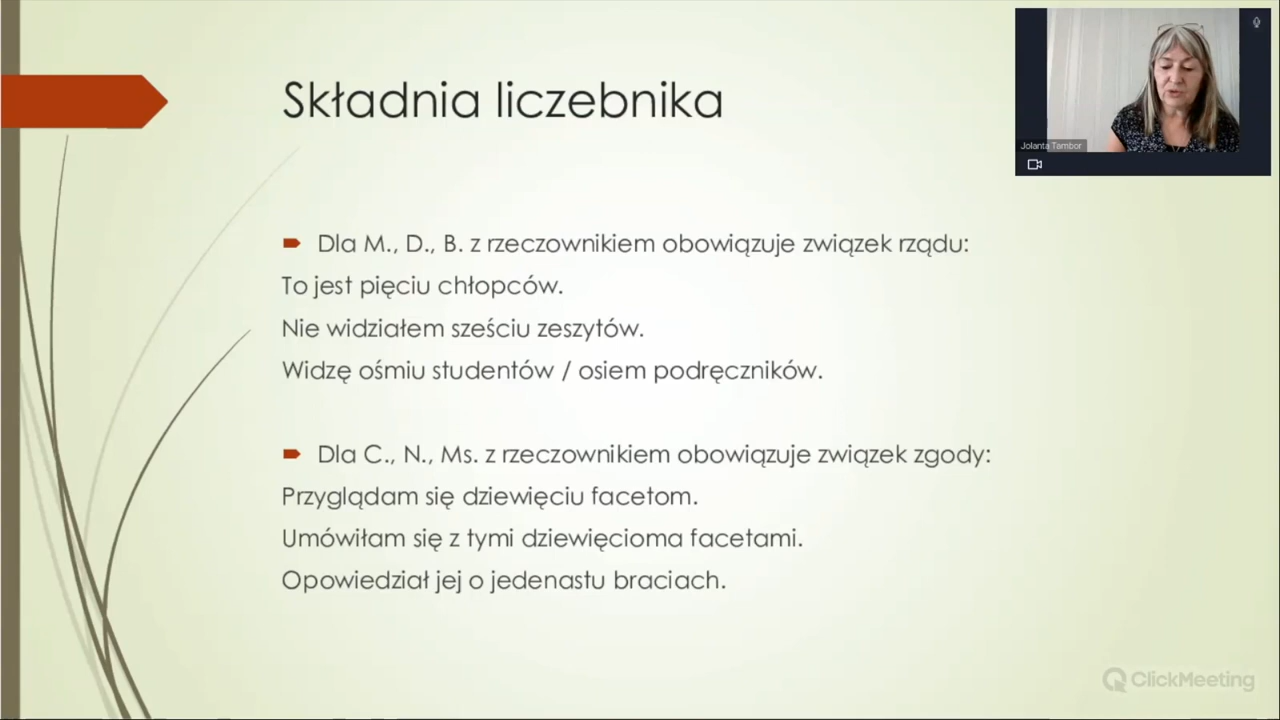 Składnia liczebnika
Jolanta Tambor
Dla M., D., B. z rzeczownikiem obowiązuje związek rządu:
To jest pięciu chłopców.
Nie widziałem sześciu zeszytów.
Widzę ośmiu studentów / osiem podręczników.
Dla C., N., Ms. z rzeczownikiem obowiązuje związek zgody:
Przyglądam się dziewięciu facetom.
Umówiłam się z tymi dziewięcioma facetami.
Opowiedział jej o jedenastu braciach.
ClickMeeting